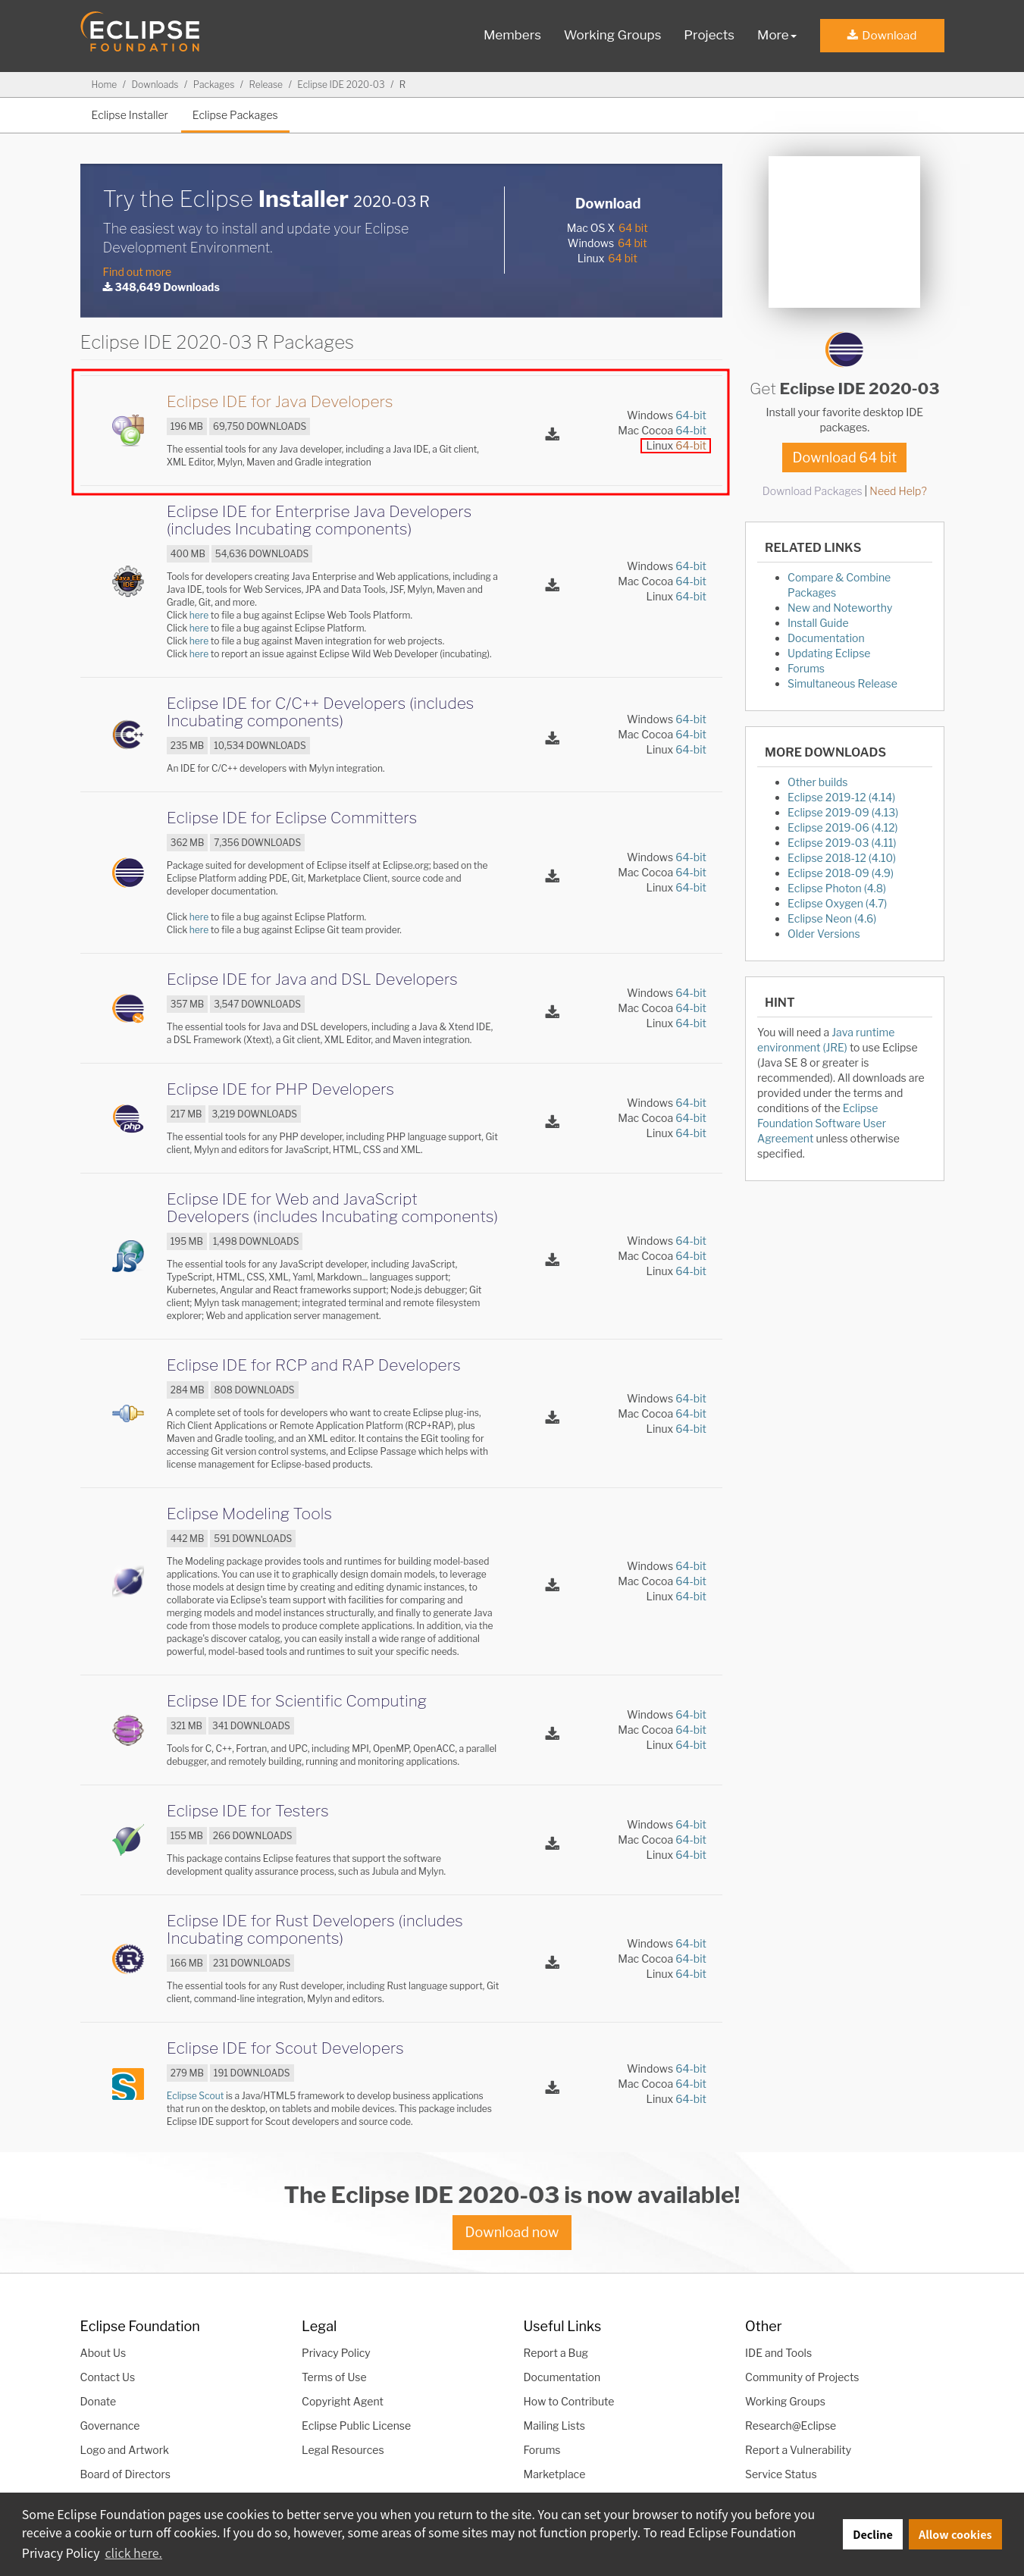 ECLIPSE
FOUNDATION
Members
Working Groups
Projects
More
Download
Home / Downloads / Packages / Release / Eclipse IDE 2020-03 / R
Eclipse Installer
Eclipse Packages
Try the Eclipse Installer 2020-03 R
The easiest way to install and update your Eclipse
Development Environment.
Find out more
348,649 Downloads
Download
Mac OS X 64 bit
Windows 64 bit
Linux 64 bit
Eclipse IDE 2020-03 R Packages
Eclipse IDE for Java Developers
196 MB 69,750 DOWNLOADS
The essential tools for any Java developer, including a Java IDE, a Git client,
XML Editor, Mylyn, Maven and Gradle integration
Windows 64-bit
Mac Cocoa 64-bit
Linux 64-bit
Eclipse IDE for Enterprise Java Developers
(includes Incubating components)
400 MB 54,636 DOWNLOADS
Tools for developers creating Java Enterprise and Web applications, including a
Java IDE, tools for Web Services, JPA and Data Tools, JSF, Mylyn, Maven and
Gradle, Git, and more.
Click here to file a bug against Eclipse Web Tools Platform.
Click here to file a bug against Eclipse Platform.
Click here to file a bug against Maven integration for web projects.
Click here to report an issue against Eclipse Wild Web Developer (incubating).
Windows 64-bit
Mac Cocoa 64-bit
Linux 64-bit
Eclipse IDE for C/C++ Developers (includes
Incubating components)
235 MB 10,534 DOWNLOADS
An IDE for C/C++ developers with Mylyn integration.
Windows 64-bit
Mac Cocoa 64-bit
Linux 64-bit
Eclipse IDE for Eclipse Committers
362 MB 7,356 DOWNLOADS
Package suited for development of Eclipse itself at Eclipse.org; based on the
Eclipse Platform adding PDE, Git, Marketplace Client, source code and
developer documentation.
Click here to file a bug against Eclipse Platform.
Click here to file a bug against Eclipse Git team provider.
Windows 64-bit
Mac Cocoa 64-bit
Linux 64-bit
Eclipse IDE for Java and DSL Developers
357 MB 3,547 DOWNLOADS
The essential tools for Java and DSL developers, including a Java & Xtend IDE,
a DSL Framework (Xtext), a Git client, XML Editor, and Maven integration.
Windows 64-bit
Mac Cocoa 64-bit
Linux 64-bit
php
Eclipse IDE for PHP Developers
217 MB 3,219 DOWNLOADS
The essential tools for any PHP developer, including PHP language support, Git
client, Mylyn and editors for JavaScript, HTML, CSS and XML.
Windows 64-bit
Mac Cocoa 64-bit
Linux 64-bit
JS
Eclipse IDE for Web and JavaScript
Developers (includes Incubating components)
195 MB 1,498 DOWNLOADS
The essential tools for any JavaScript developer, including JavaScript,
TypeScript, HTML, CSS, XML, Yaml, Markdown... languages support;
Kubernetes, Angular and React frameworks support; Node.js debugger; Git
client; Mylyn task management; integrated terminal and remote filesystem
explorer; Web and application server management.
Windows 64-bit
Mac Cocoa 64-bit
Linux 64-bit
Eclipse IDE for RCP and RAP Developers
284 MB 808 DOWNLOADS
A complete set of tools for developers who want to create Eclipse plug-ins,
Rich Client Applications or Remote Application Platform (RCP+RAP), plus
Maven and Gradle tooling, and an XML editor. It contains the EGit tooling for
accessing Git version control systems, and Eclipse Passage which helps with
license management for Eclipse-based products.
Windows 64-bit
Mac Cocoa 64-bit
Linux 64-bit
Eclipse Modeling Tools
442 MB 591 DOWNLOADS
The Modeling package provides tools and runtimes for building model-based
applications. You can use it to graphically design domain models, to leverage
those models at design time by creating and editing dynamic instances, to
collaborate via Eclipse's team support with facilities for comparing and
merging models and model instances structurally, and finally to generate Java
code from those models to produce complete applications. In addition, via the
package's discover catalog, you can easily install a wide range of additional
powerful, model-based tools and runtimes to suit your specific needs.
Windows 64-bit
Mac Cocoa 64-bit
Linux 64-bit
Eclipse IDE for Scientific Computing
321 MB 341 DOWNLOADS
Tools for C, C++, Fortran, and UPC, including MPI, OpenMP, OpenACC, a parallel
debugger, and remotely building, running and monitoring applications.
Windows 64-bit
Mac Cocoa 64-bit
Linux 64-bit
Eclipse IDE for Testers
155 MB 266 DOWNLOADS
This package contains Eclipse features that support the software
development quality assurance process, such as Jubula and Mylyn.
Windows 64-bit
Mac Cocoa 64-bit
Linux 64-bit
Eclipse IDE for Rust Developers (includes
Incubating components)
166 MB 231 DOWNLOADS
The essential tools for any Rust developer, including Rust language support, Git
client, command-line integration, Mylyn and editors.
Windows 64-bit
Mac Cocoa 64-bit
Linux 64-bit
Eclipse IDE for Scout Developers
279 MB 191 DOWNLOADS
Eclipse Scout is a Java/HTML5 framework to develop business applications
that run on the desktop, on tablets and mobile devices. This package includes
Eclipse IDE support for Scout developers and source code.
Windows 64-bit
Mac Cocoa 64-bit
Linux 64-bit
Get Eclipse IDE 2020-03
Install your favorite desktop IDE
packages.
Download 64 bit
Download Packages | Need Help?
RELATED LINKS
Compare & Combine
Packages
New and Noteworthy
Install Guide
Documentation
Updating Eclipse
Forums
Simultaneous Release
MORE DOWNLOADS
Other builds
Eclipse 2019-12 (4.14)
Eclipse 2019-09 (4.13)
Eclipse 2019-06 (4.12)
Eclipse 2019-03 (4.11)
Eclipse 2018-12 (4.10)
Eclipse 2018-09 (4.9)
Eclipse Photon (4.8)
Eclipse Oxygen (4.7)
Eclipse Neon (4.6)
Older Versions
HINT
You will need a Java runtime
environment (JRE) to use Eclipse
(Java SE 8 or greater is
recommended). All downloads are
provided under the terms and
conditions of the Eclipse
Foundation Software User
Agreement unless otherwise
specified.
The Eclipse IDE 2020-03 is now available!
Download now
Eclipse Foundation
About Us
Contact Us
Donate
Governance
Logo and Artwork
Board of Directors
Legal
Privacy Policy
Terms of Use
Copyright Agent
Eclipse Public License
Legal Resources
Useful Links
Report a Bug
Documentation
How to Contribute
Mailing Lists
Forums
Marketplace
Other
IDE and Tools
Community of Projects
Working Groups
Research@Eclipse
Report a Vulnerability
Service Status
Some Eclipse Foundation pages use cookies to better serve you when you return to the site. You can set your browser to notify you before you
receive a cookie or turn off cookies. If you do so, however, some areas of some sites may not function properly. To read Eclipse Foundation
Privacy Policy click here.
Decline
Allow cookies